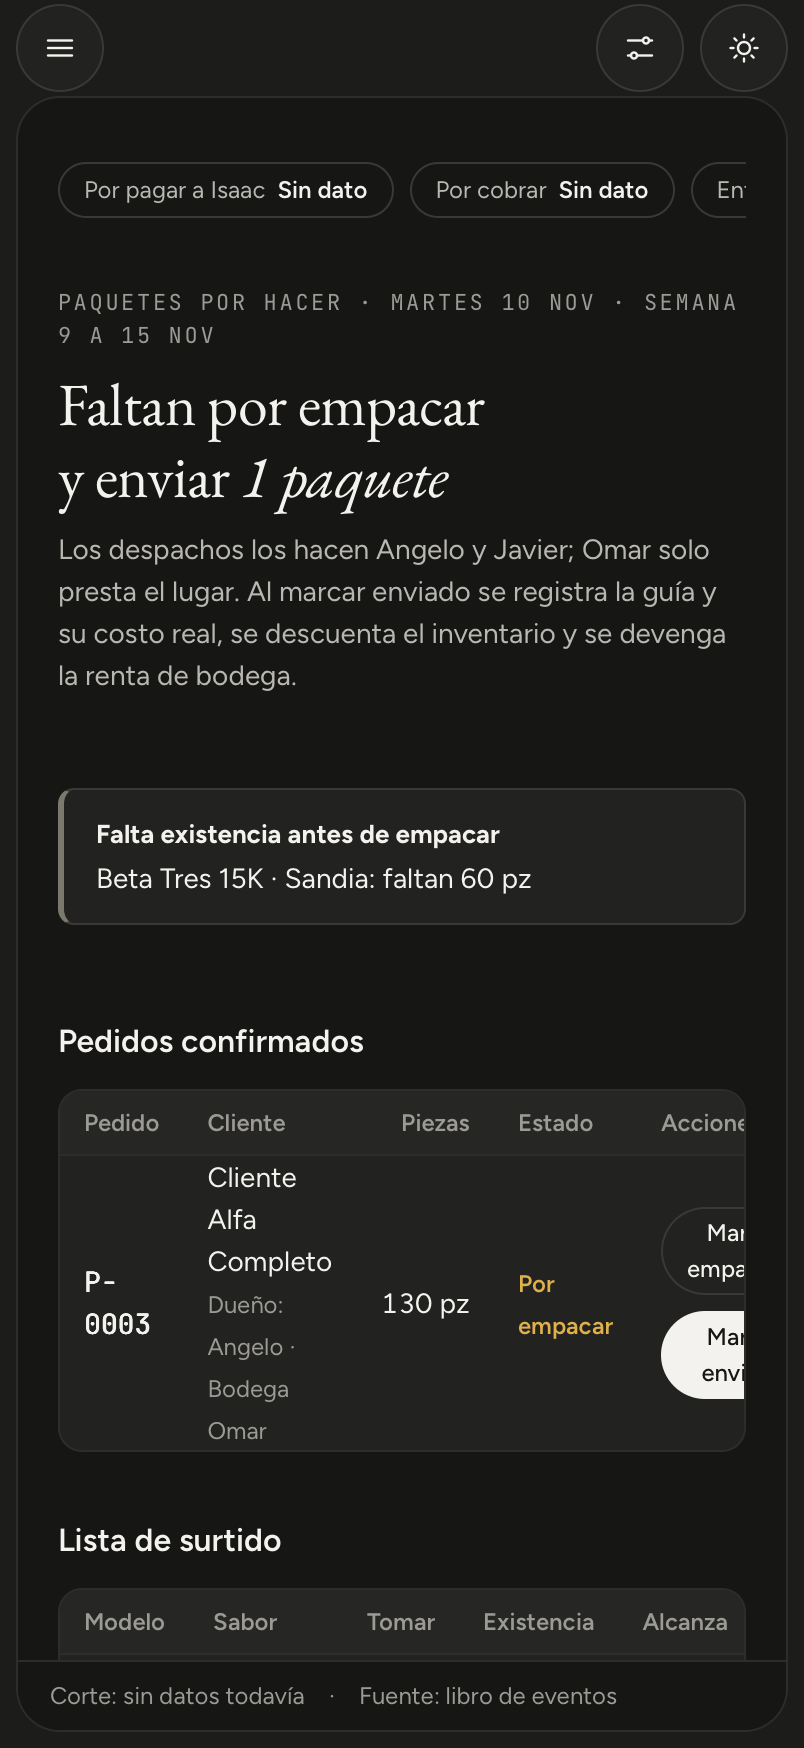 Por pagar a Isaac Sin dato
Por cobrar Sin dato
PAQUETES POR HACER · MARTES 10 NOV · SEMANA
9 A 15 NOV
Faltan por empacar
y enviar 1 paquete
Los despachos los hacen Angelo y Javier; Omar solo
presta el lugar. Al marcar enviado se registra la guía y
su costo real, se descuenta el inventario y se devenga
la renta de bodega.
Falta existencia antes de empacar
Beta Tres 15K · Sandia: faltan 60 pz
Pedidos confirmados
Pedido Cliente Piezas Estado Accione
P-
0003
Cliente
Alfa
Completo
Dueño:
Angelo ·
Bodega
Omar
130 pz
Por
empacar
Mar
empa
Mar
envi
Lista de surtido
Modelo Sabor Tomar Existencia Alcanza
Corte: sin datos todavía · Fuente: libro de eventos